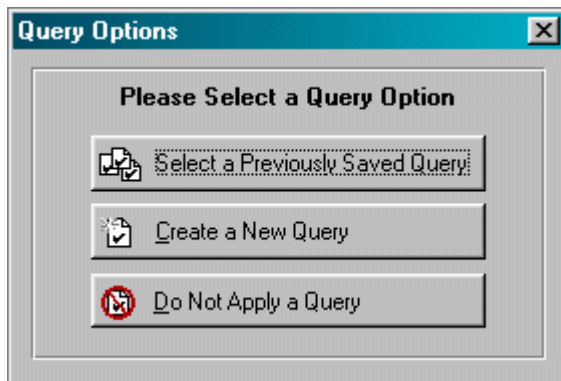 Query Options
Please Select a Query Option
Select a Previously Saved Query
Create a New Query
Do Not Apply a Query